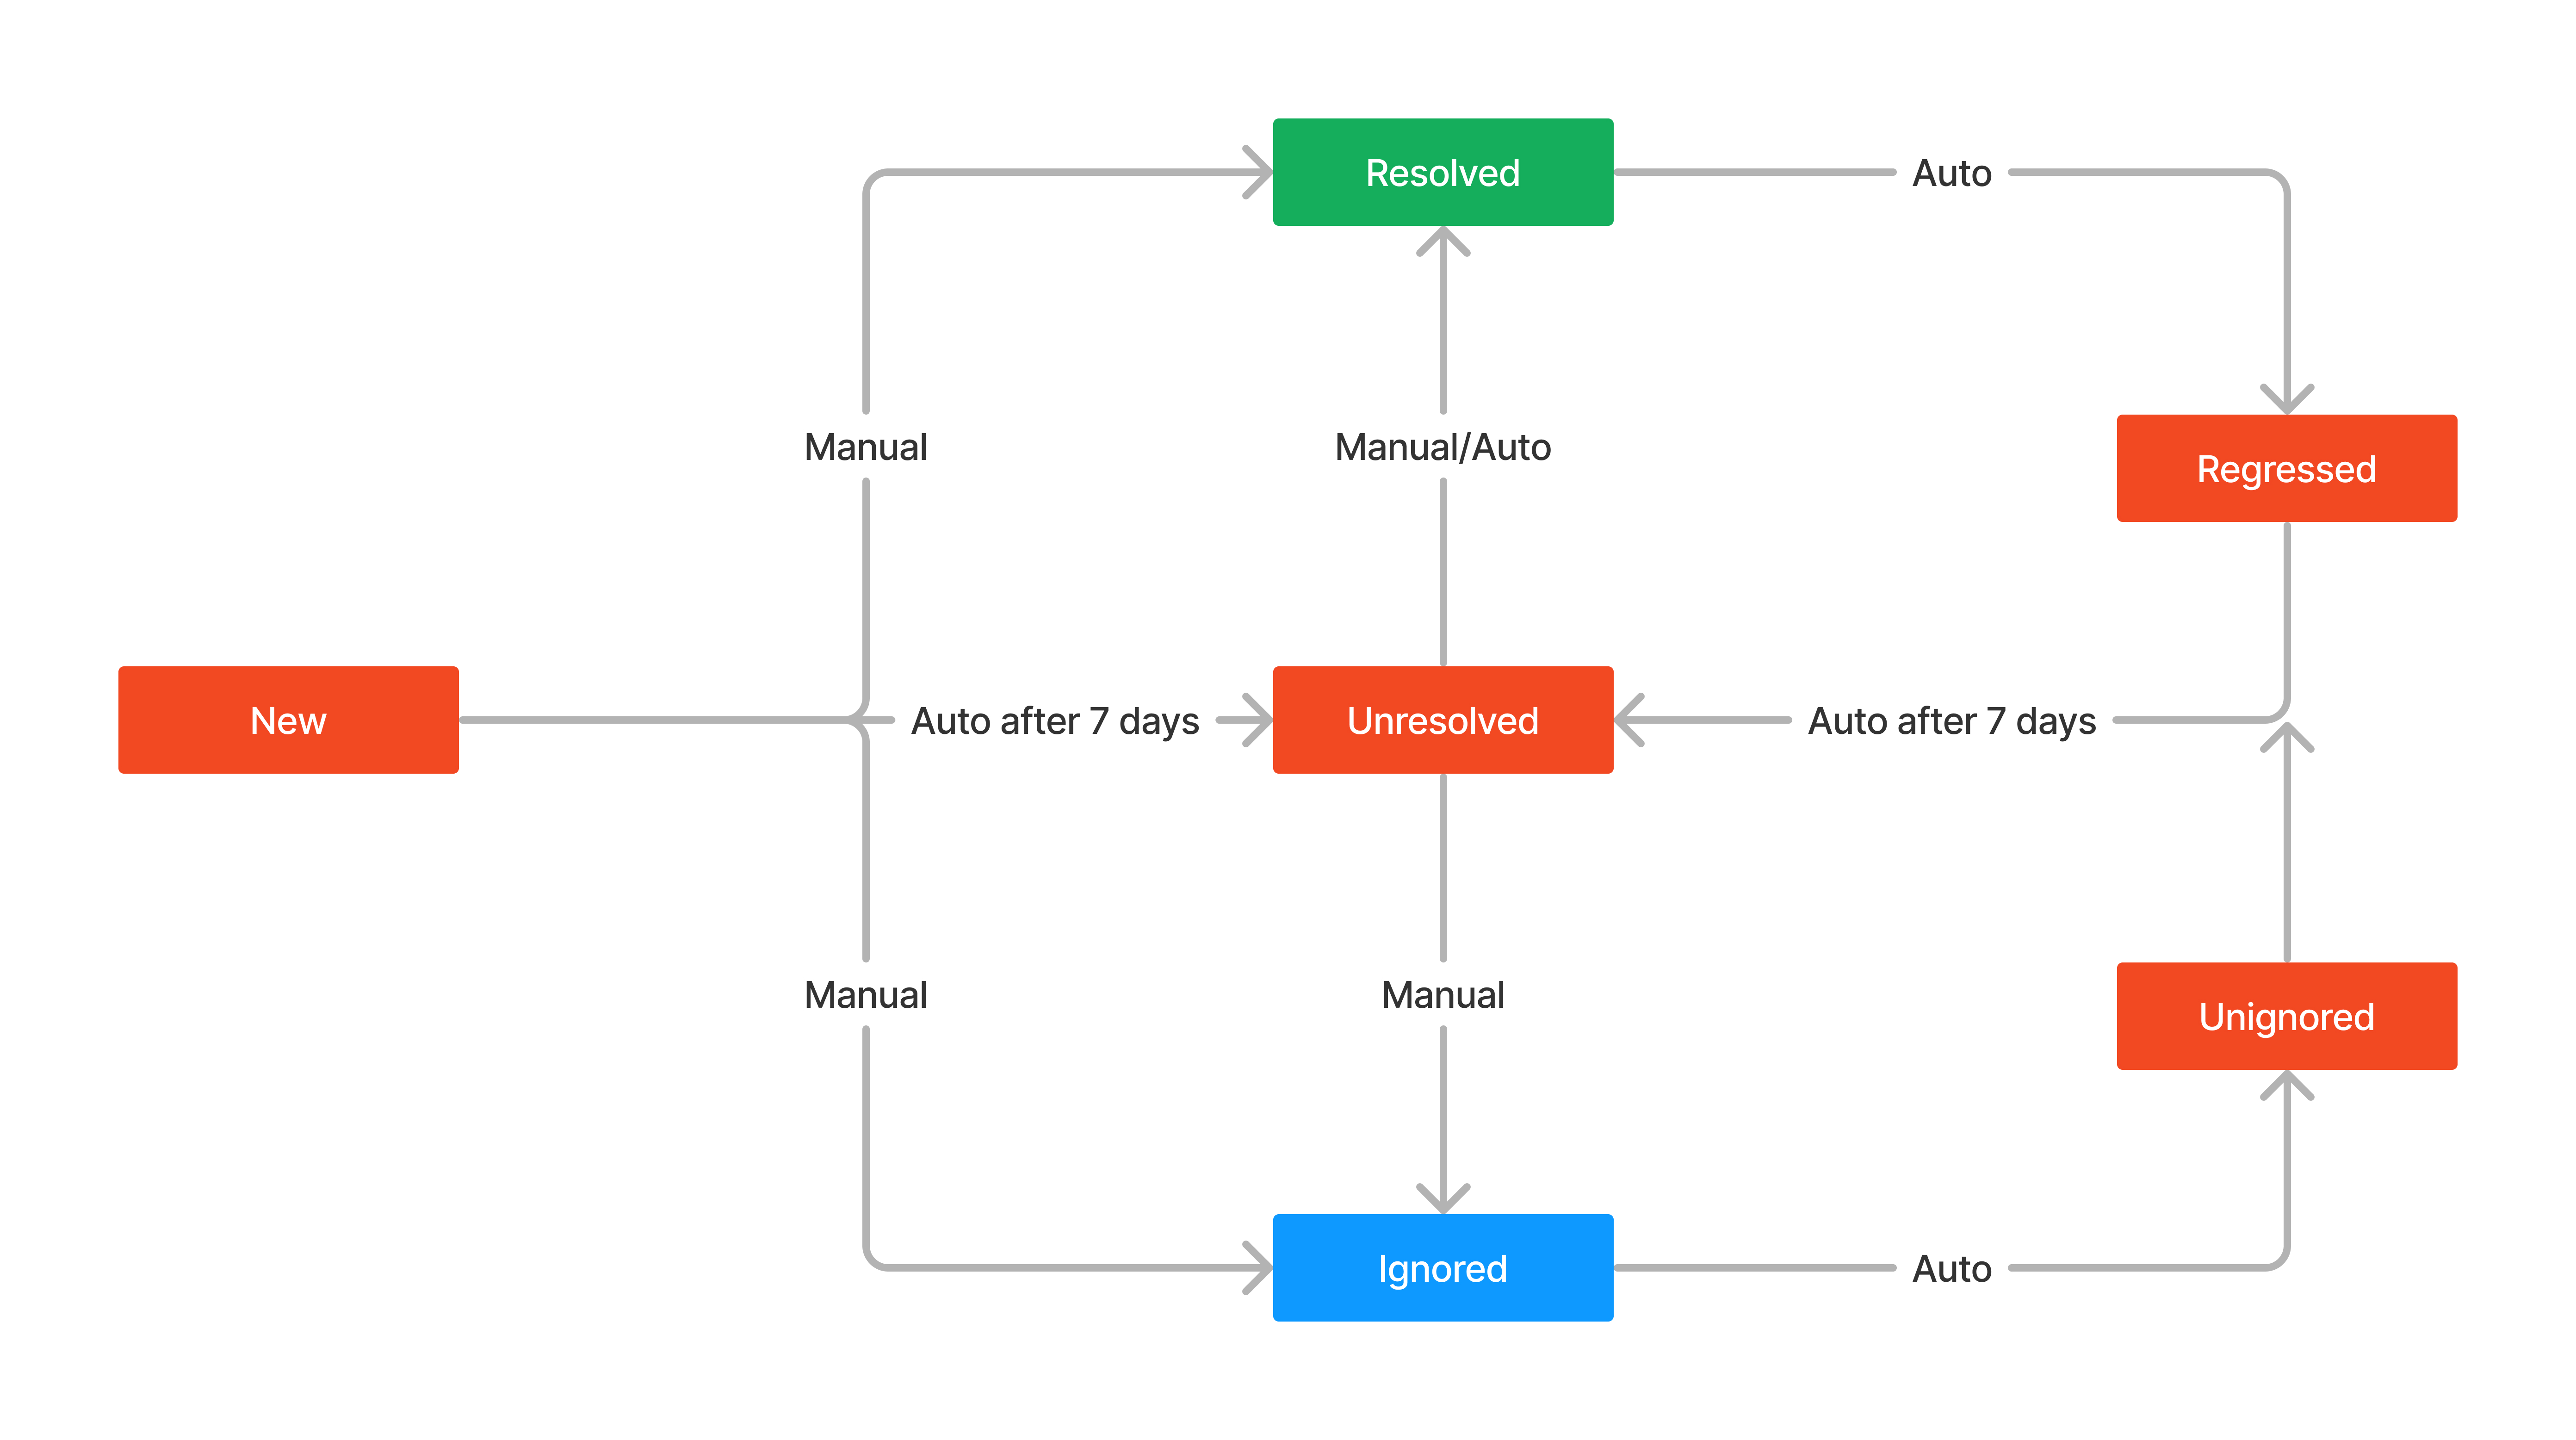 Resolved
Auto
Manual
Manual/Auto
Regressed
New
Auto after 7 days
Unresolved
Auto after 7 days
Manual
Manual
Unignored
Ignored
Auto